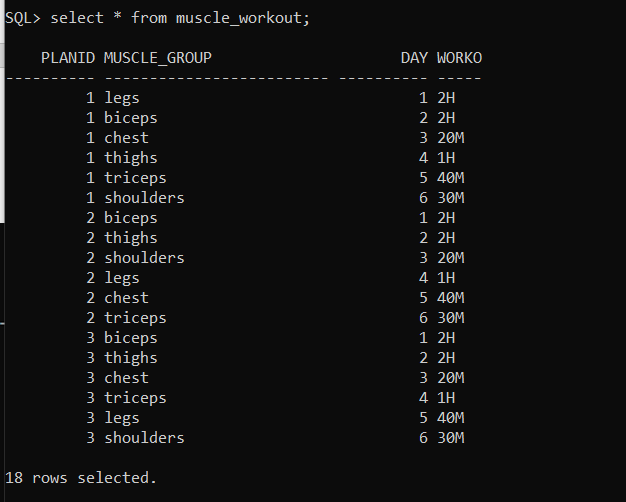 SQL> select * from muscle_workout;
PLANID MUSCLE_GROUP DAY WORKO
---------- ------------------------- ---------- -----
1 legs 1 2H
1 biceps 2 2H
1 chest 3 20M
1 thighs 4 1H
1 triceps 5 40M
1 shoulders 6 30M
2 biceps 1 2H
2 thighs 2 2H
2 shoulders 3 20M
2 legs 4 1H
2 chest 5 40M
2 triceps 6 30M
3 biceps 1 2H
3 thighs 2 2H
3 chest 3 20M
3 triceps 4 1H
3 legs 5 40M
3 shoulders 6 30M
18 rows selected.